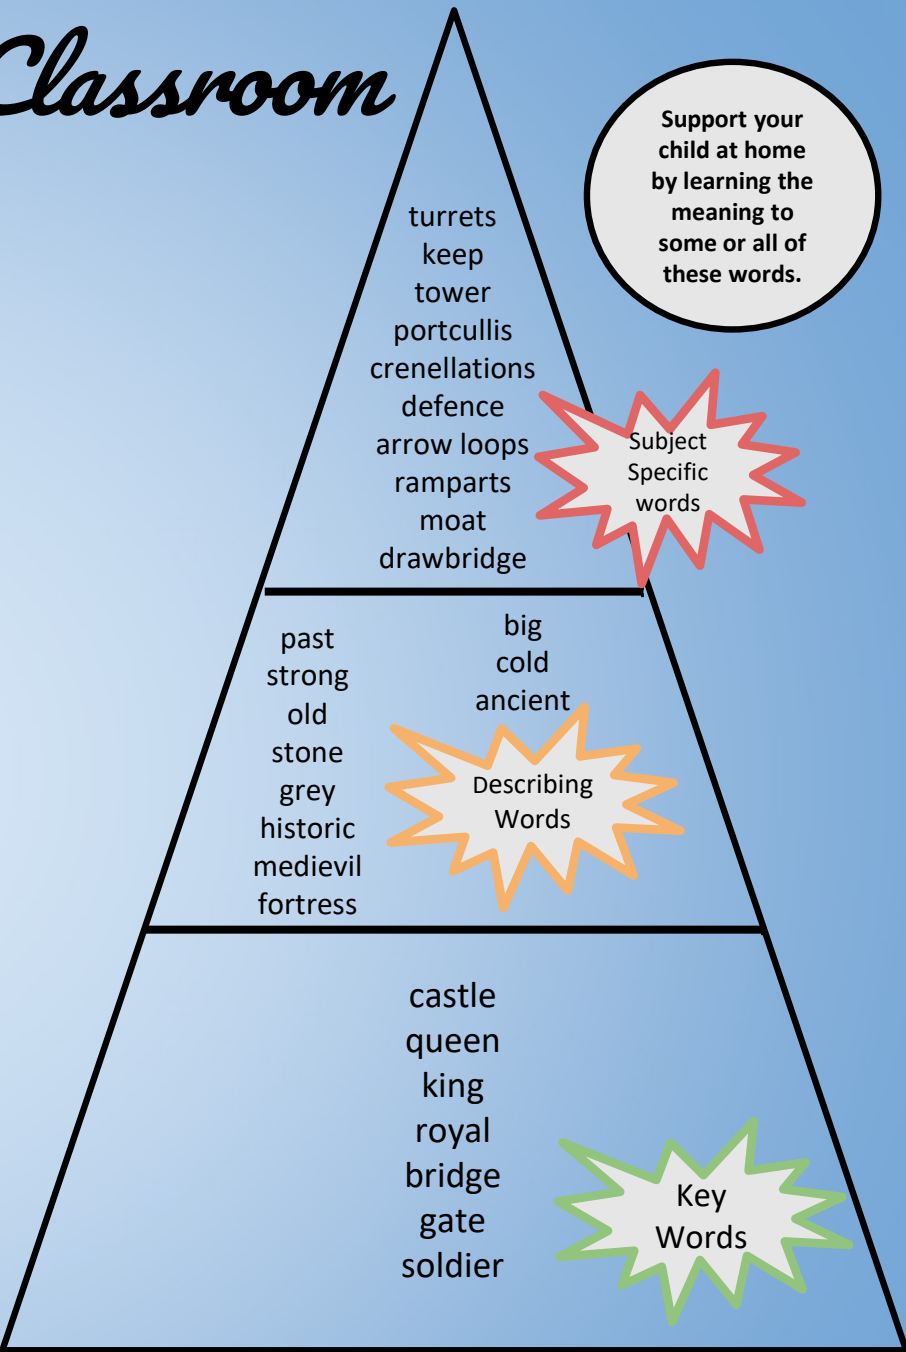 Classroom
Support your
child at home
by learning the
meaning to
some or all of
these words.
turrets
keep
tower
portcullis
crenellations
defence
arrow loops
ramparts
moat
drawbridge
Subject
Specific
words
past
strong
old
stone
grey
historic
medievil
fortress
big
cold
ancient
Describing
Words
castle
queen
king
royal
bridge
gate
soldier
Key
Words